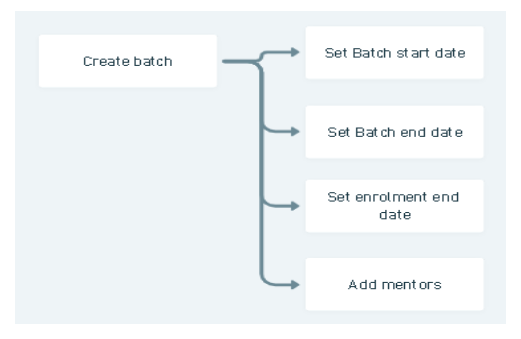 Create batch
Set Batch start date
Set Batch end date
Set enrolment end
date
Add mentors